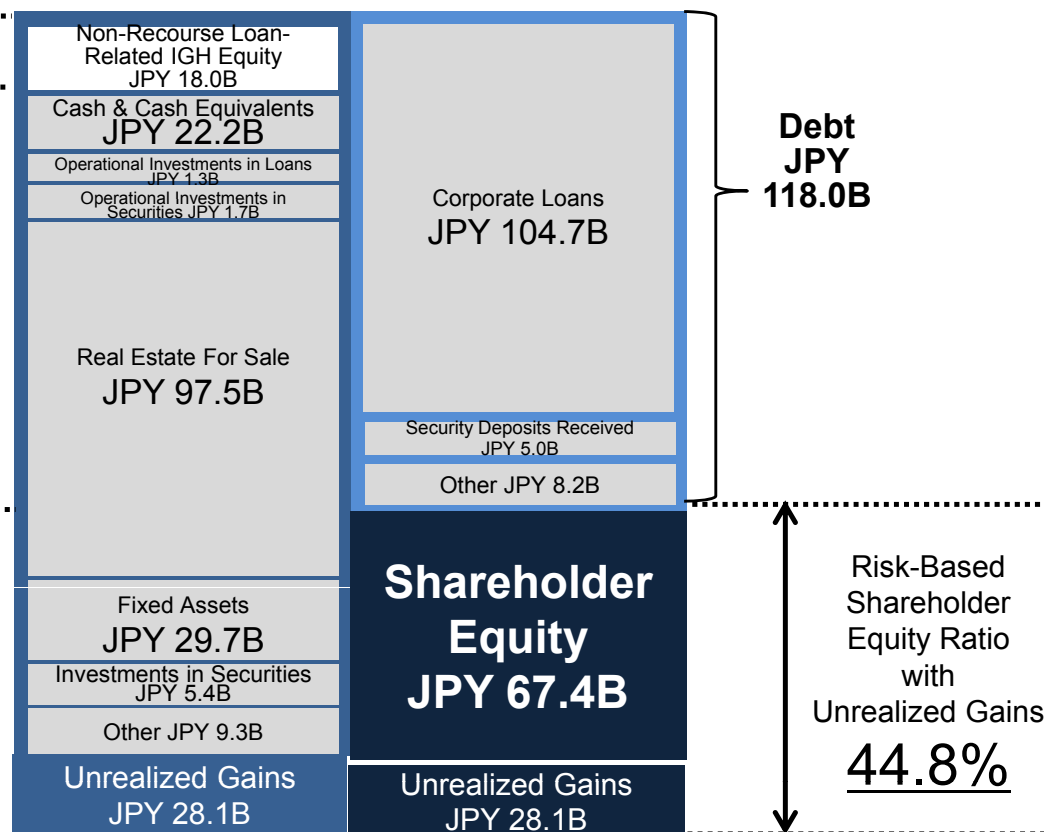 Non-Recourse Loan-
Related IGH Equity
JPY 18.0B
Cash & Cash Equivalents
JPY 22.2B
Operational Investments in Loans
JPY 1.3B
Operational Investments in
Securities JPY 1.7B
Real Estate For Sale
JPY 97.5B
Fixed Assets
JPY 29.7B
Investments in Securities
JPY 5.4B
Other JPY 9.3B
Unrealized Gains
JPY 28.1B
Corporate Loans
JPY 104.7B
Security Deposits Received
JPY 5.0B
Other JPY 8.2B
Shareholder
Equity
JPY 67.4B
Unrealized Gains
JPY 28.1B
Debt
JPY
118.0B
Risk-Based
Shareholder
Equity Ratio
with
Unrealized Gains
44.8%